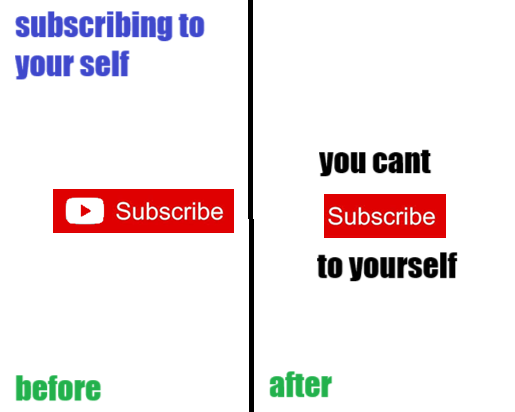 subscribing to
your self
Subscribe
before
you cant
Subscribe
to yourself
after